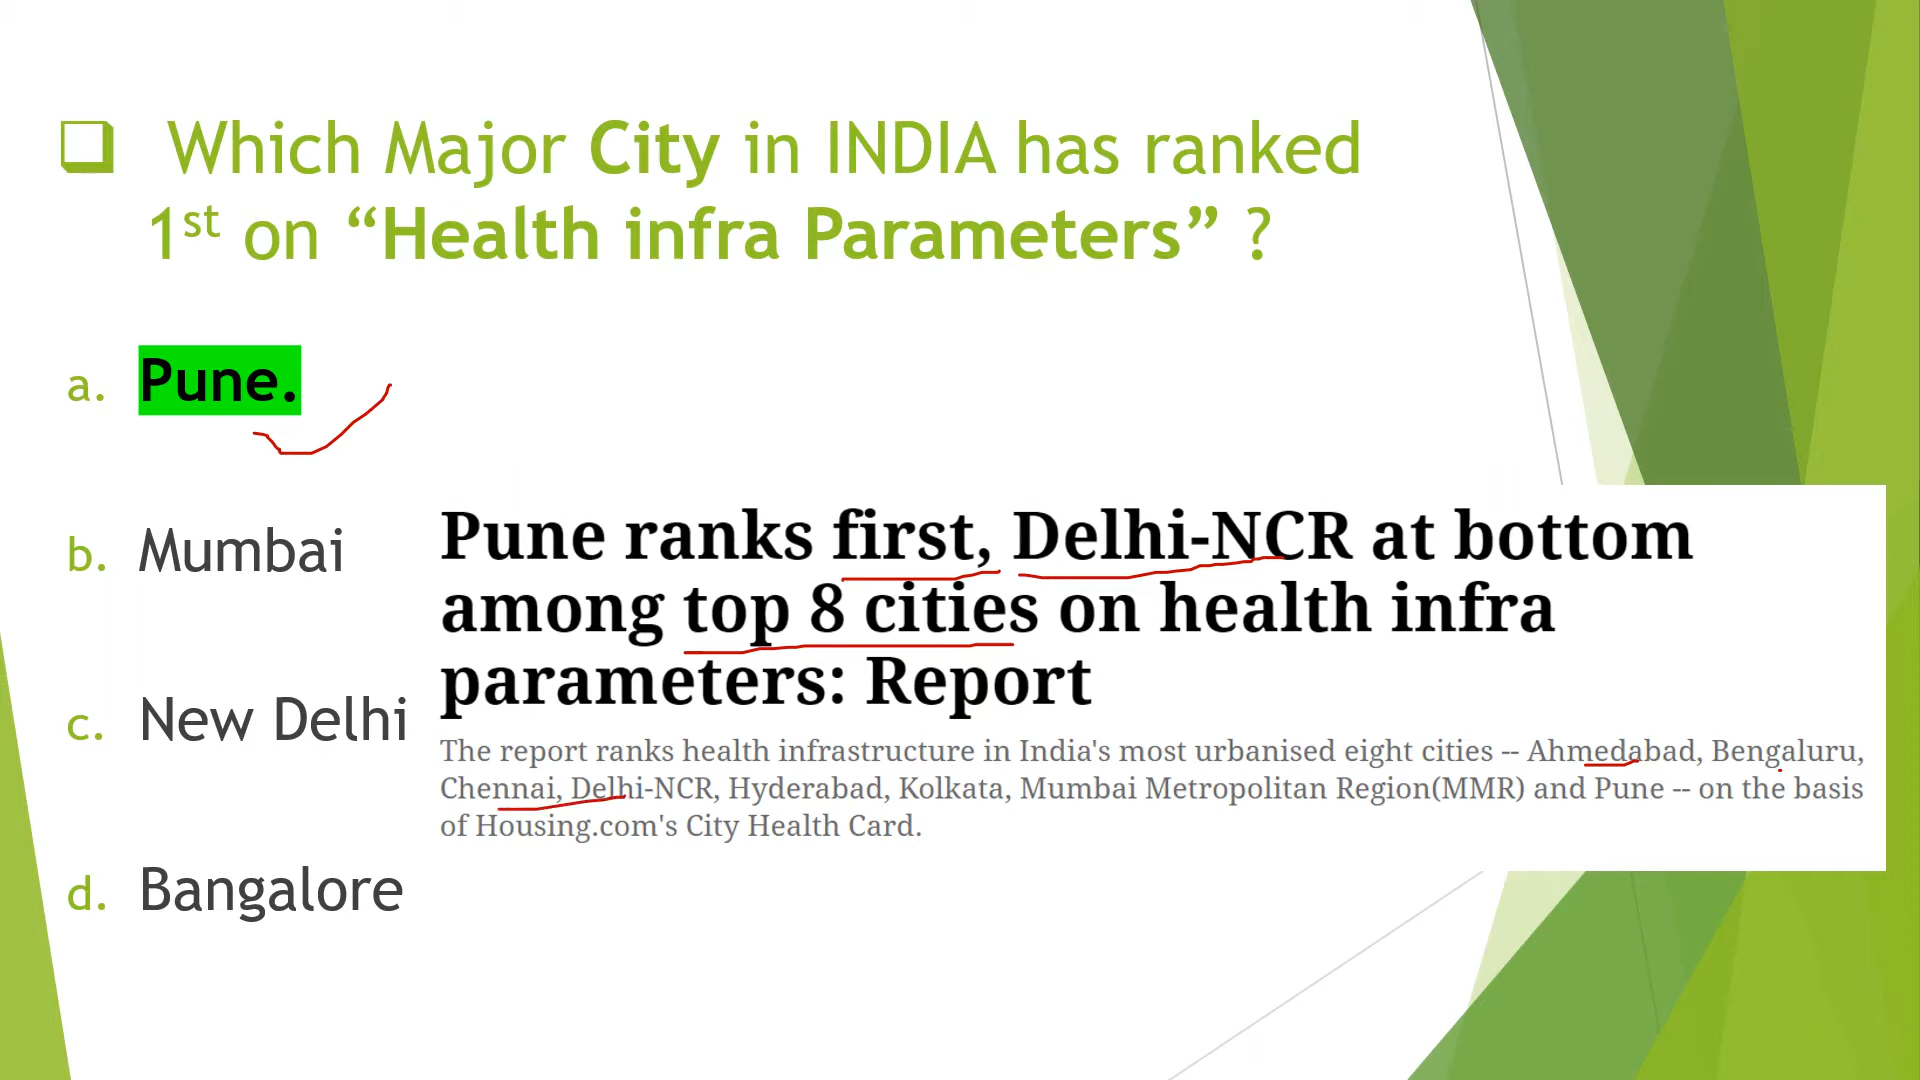 ❑ Which Major City in INDIA has ranked
1st on “Health infra Parameters” ?
a. Pune.
b. Mumbai
c. New Delhi
d. Bangalore
Pune ranks first, Delhi-NCR at bottom
among top 8 cities on health infra
parameters: Report
The report ranks health infrastructure in India's most urbanised eight cities -- Ahmedabad, Bengaluru,
Chennai, Delhi-NCR, Hyderabad, Kolkata, Mumbai Metropolitan Region(MMR) and Pune -- on the basis
of Housing.com's City Health Card.